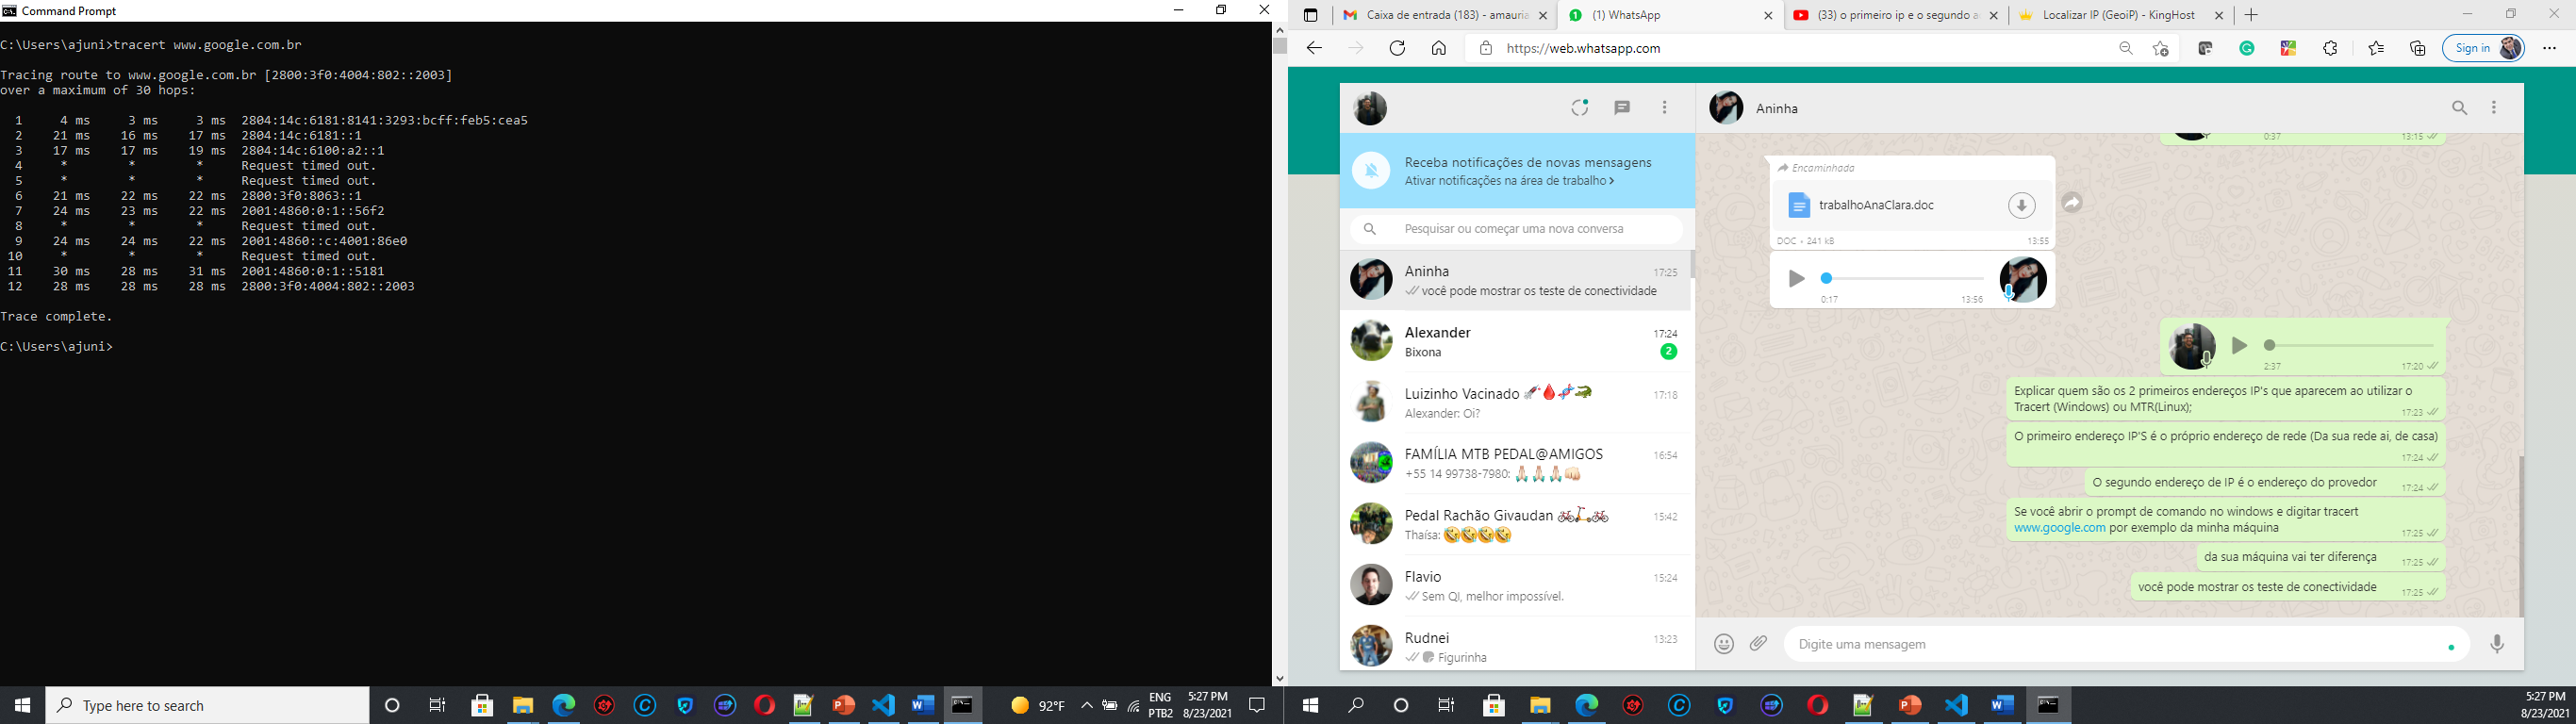 Command Prompt
C:\Users\ajuni>tracert www.google.com.br
Tracing route to www.google.com.br [2800:3f0:4004:802::2003]
over a maximum of 30 hops:
1 4 ms 3 ms 3 ms 2804:14c:6181:8141:3293:bcff:feb5:cea5
2 21 ms 16 ms 17 ms 2804:14c:6181::1
3 17 ms 17 ms 19 ms 2804:14c:6100:a2::1
4 * * * Request timed out.
5 * * * Request timed out.
6 21 ms 22 ms 22 ms 2800:3f0:8063::1
7 24 ms 23 ms 22 ms 2001:4860:0:1::56f2
8 * * * Request timed out.
9 24 ms 24 ms 22 ms 2001:4860::c:4001:86e0
10 * * * Request timed out.
11 30 ms 28 ms 31 ms 2001:4860:0:1::5181
12 28 ms 28 ms 28 ms 2800:3f0:4004:802::2003
Trace complete.
C:\Users\ajuni>
Type here to search
92°F
ENG
PTB2
5:27 PM
8/23/2021
Caixa de entrada (183) - amauria
(1) WhatsApp
(33) o primeiro ip e o segundo a
Localizar IP (GeoiP) - KingHost
https://web.whatsapp.com
Sign in
Receba notificações de novas mensagens
Ativar notificações na área de trabalho
Pesquisar ou começar uma nova conversa
Aninha 17:25
você pode mostrar os teste de conectividade
Alexander 17:24
Bixona 2
Luizinho Vacinado 17:18
Alexander: Oi?
FAMÍLIA MTB PEDAL@AMIGOS 16:54
+55 14 99738-7980: 🙏🏻🙏🏻🙏🏻👊🏻
Pedal Rachão Givaudan 🚲🛴🚲 15:42
Thaísa: 🤣🤣🤣🤣
Flavio 15:24
Sem QI, melhor impossível.
Rudnei 13:23
Figurinha
Aninha
0:37 13:15
Encaminhada
trabalhoAnaClara.doc
DOC • 241 kB 13:55
0:17 13:56
2:37 17:20
Explicar quem são os 2 primeiros endereços IP's que aparecem ao utilizar o
Tracert (Windows) ou MTR(Linux); 17:23
O primeiro endereço IP'S é o próprio endereço de rede (Da sua rede ai, de casa)
17:24
O segundo endereço de IP é o endereço do provedor 17:24
Se você abrir o prompt de comando no windows e digitar tracert
www.google.com por exemplo da minha máquina 17:25
da sua máquina vai ter diferença 17:25
você pode mostrar os teste de conectividade 17:25
Digite uma mensagem
5:27 PM
8/23/2021